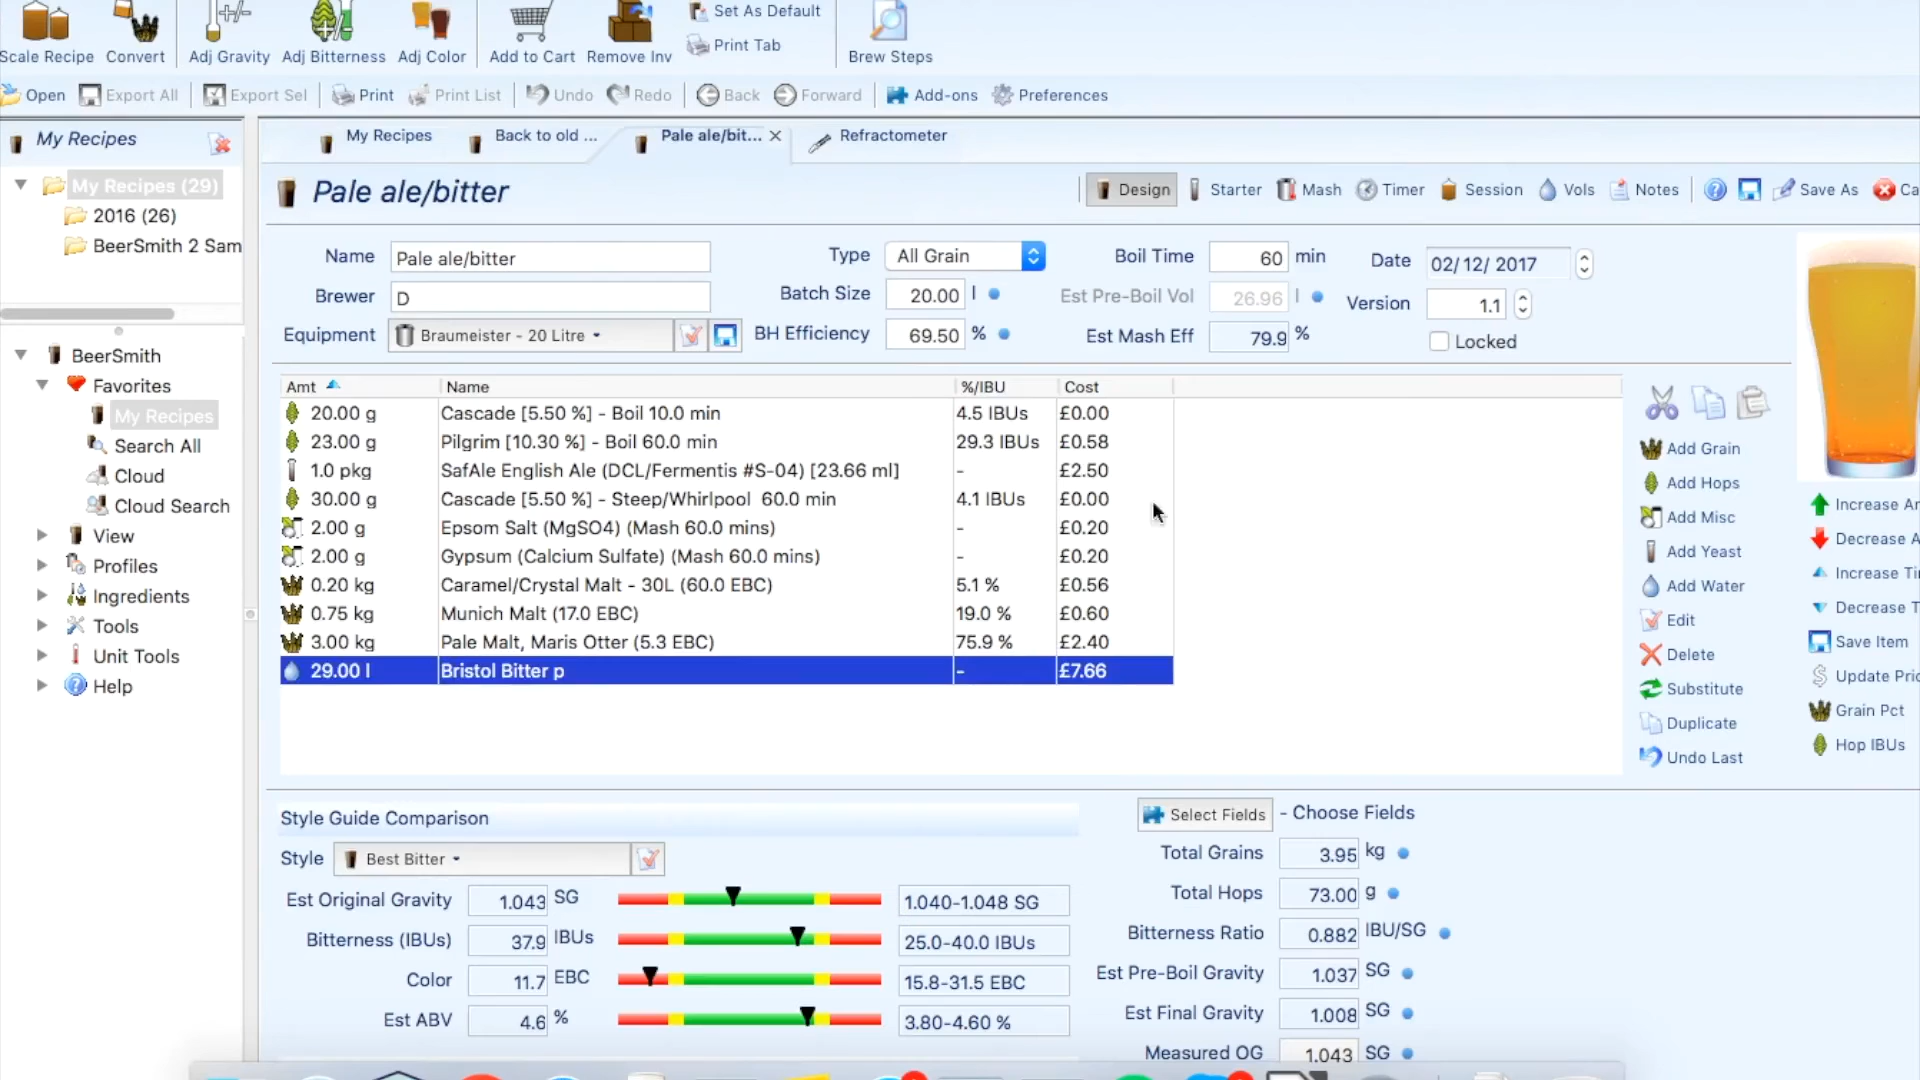 Set As Default
Scale Recipe Convert Adj Gravity Adj Bitterness Adj Color Add to Cart Remove Inv Print Tab Brew Steps
Open Export All Export Sel Print Print List Undo Redo Back Forward Add-ons Preferences
My Recipes
My Recipes (29)
2016 (26)
BeerSmith 2 Sam
BeerSmith
Favorites
My Recipes
Search All
Cloud
Cloud Search
View
Profiles
Ingredients
Tools
Unit Tools
Help
My Recipes Back to old ... Pale ale/bit... Refractometer
Pale ale/bitter Design Starter Mash Timer Session Vols Notes Save As Ca
Name Pale ale/bitter Type All Grain Boil Time 60 min Date 02/12/ 2017
Brewer D Batch Size 20.00 l Est Pre-Boil Vol 26.96 l Version 1.1
Equipment Braumeister - 20 Litre BH Efficiency 69.50 % Est Mash Eff 79.9 % Locked
Amt Name %/IBU Cost
20.00 g Cascade [5.50 %] - Boil 10.0 min 4.5 IBUs £0.00
23.00 g Pilgrim [10.30 %] - Boil 60.0 min 29.3 IBUs £0.58
1.0 pkg SafAle English Ale (DCL/Fermentis #S-04) [23.66 ml] - £2.50
30.00 g Cascade [5.50 %] - Steep/Whirlpool 60.0 min 4.1 IBUs £0.00
2.00 g Epsom Salt (MgSO4) (Mash 60.0 mins) - £0.20
2.00 g Gypsum (Calcium Sulfate) (Mash 60.0 mins) - £0.20
0.20 kg Caramel/Crystal Malt - 30L (60.0 EBC) 5.1 % £0.56
0.75 kg Munich Malt (17.0 EBC) 19.0 % £0.60
3.00 kg Pale Malt, Maris Otter (5.3 EBC) 75.9 % £2.40
29.00 l Bristol Bitter p - £7.66
Add Grain
Add Hops
Add Misc
Add Yeast
Add Water
Edit
Delete
Substitute
Duplicate
Undo Last
Increase Ar
Decrease A
Increase Ti
Decrease T
Save Item
Update Pric
Grain Pct
Hop IBUs
Style Guide Comparison
Style Best Bitter
Est Original Gravity 1.043 SG 1.040-1.048 SG
Bitterness (IBUs) 37.9 IBUs 25.0-40.0 IBUs
Color 11.7 EBC 15.8-31.5 EBC
Est ABV 4.6 % 3.80-4.60 %
Select Fields - Choose Fields
Total Grains 3.95 kg
Total Hops 73.00 g
Bitterness Ratio 0.882 IBU/SG
Est Pre-Boil Gravity 1.037 SG
Est Final Gravity 1.008 SG
Measured OG 1.043 SG